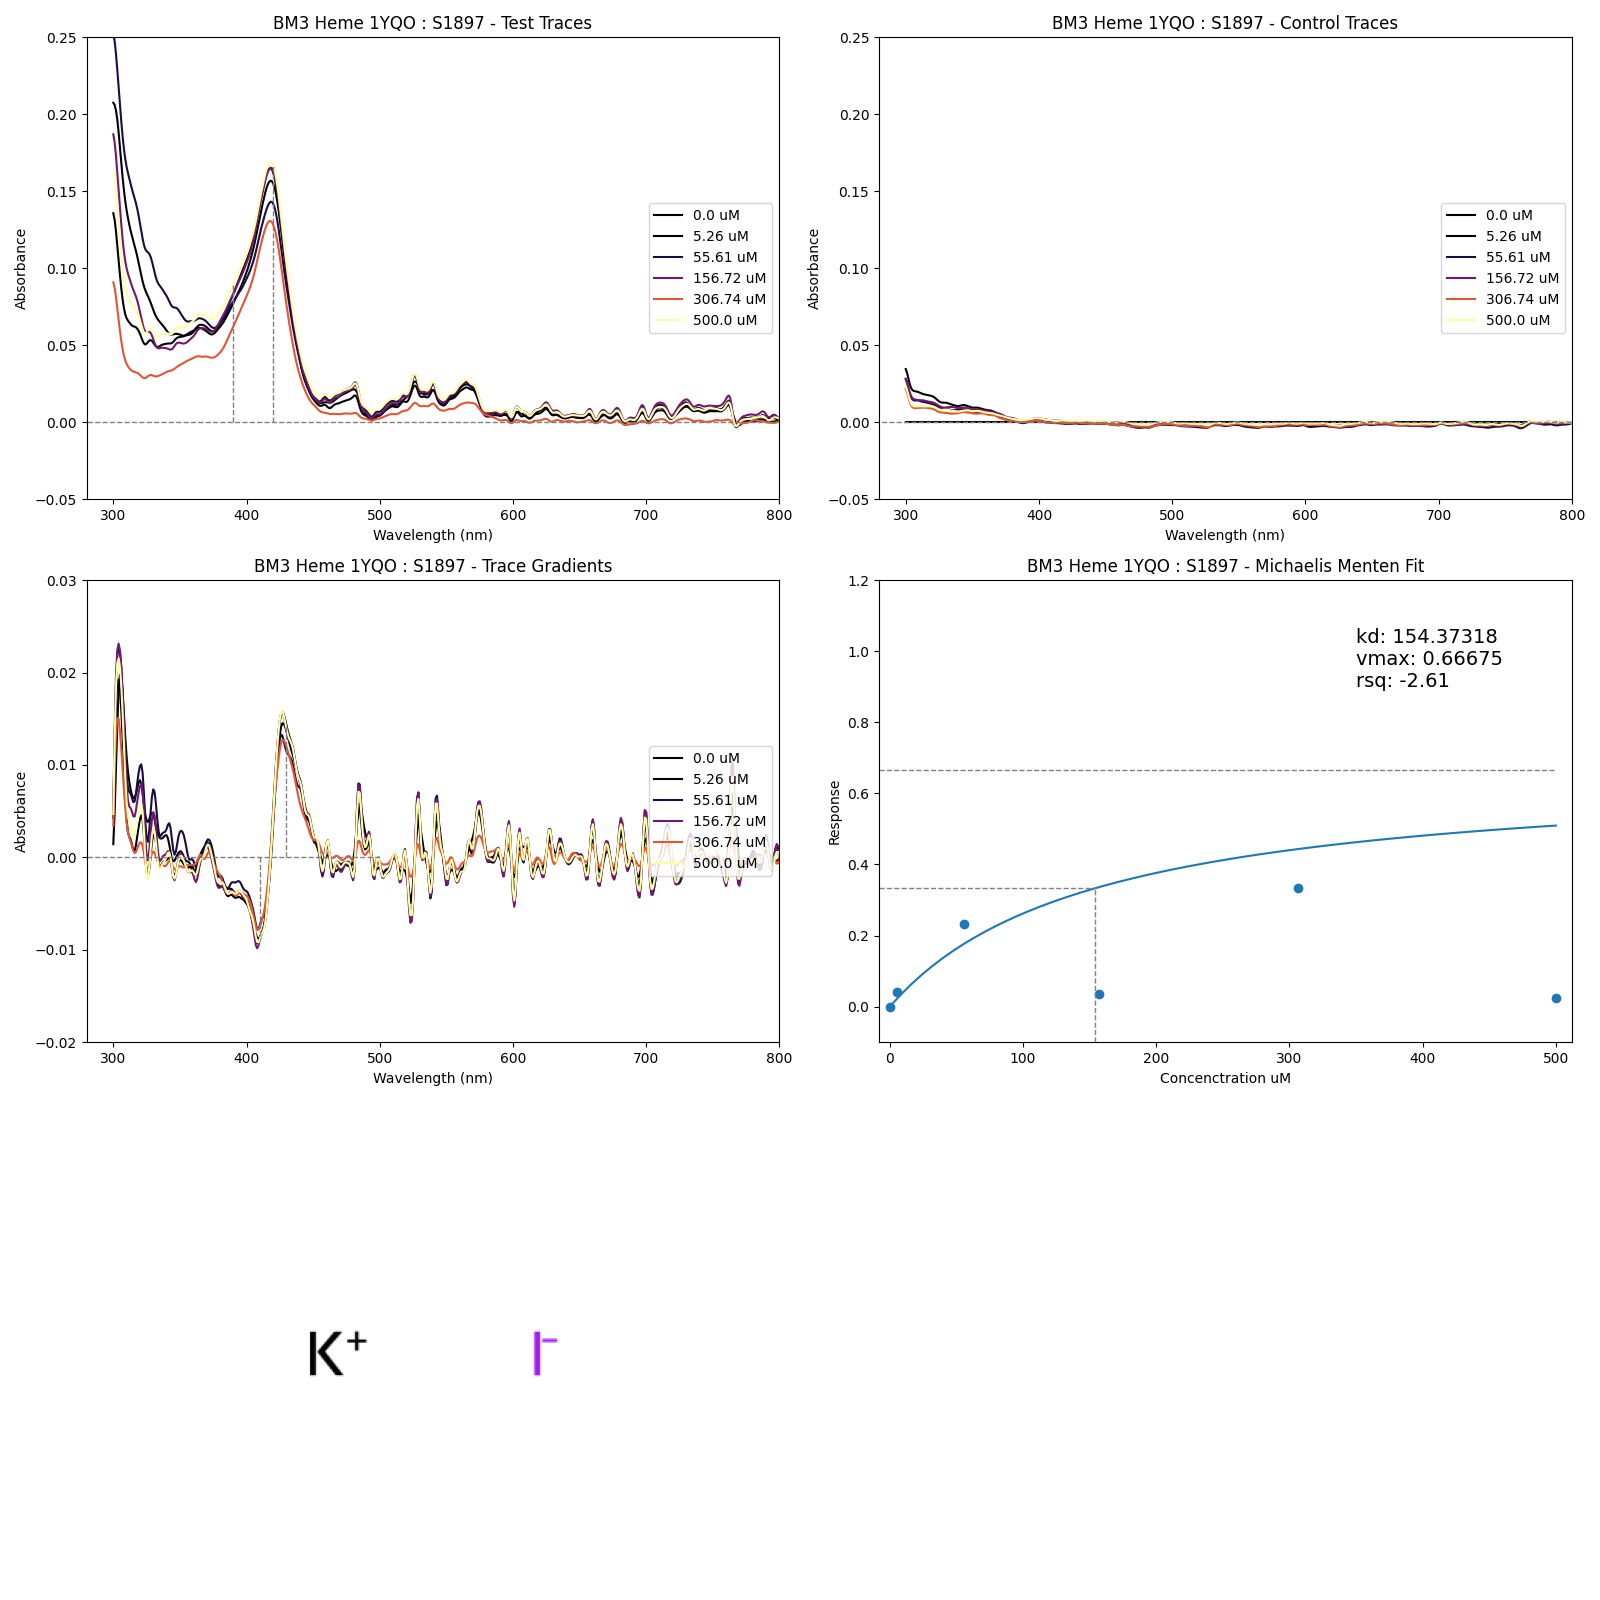 BM3 Heme 1YQO : S1897 - Test Traces
0.25
0.20
0.15
0.10
0.05
0.00
−0.05
Absorbance
0.0 uM
5.26 uM
55.61 uM
156.72 uM
306.74 uM
500.0 uM
300 400 500 600 700 800
Wavelength (nm)
BM3 Heme 1YQO : S1897 - Control Traces
0.25
0.20
0.15
0.10
0.05
0.00
−0.05
Absorbance
0.0 uM
5.26 uM
55.61 uM
156.72 uM
306.74 uM
500.0 uM
300 400 500 600 700 800
Wavelength (nm)
BM3 Heme 1YQO : S1897 - Trace Gradients
0.03
0.02
0.01
0.00
−0.01
−0.02
Absorbance
0.0 uM
5.26 uM
55.61 uM
156.72 uM
306.74 uM
500.0 uM
300 400 500 600 700 800
Wavelength (nm)
BM3 Heme 1YQO : S1897 - Michaelis Menten Fit
1.2
1.0
0.8
0.6
0.4
0.2
0.0
Response
kd: 154.37318
vmax: 0.66675
rsq: -2.61
0 100 200 300 400 500
Concenctration uM
K⁺ I⁻